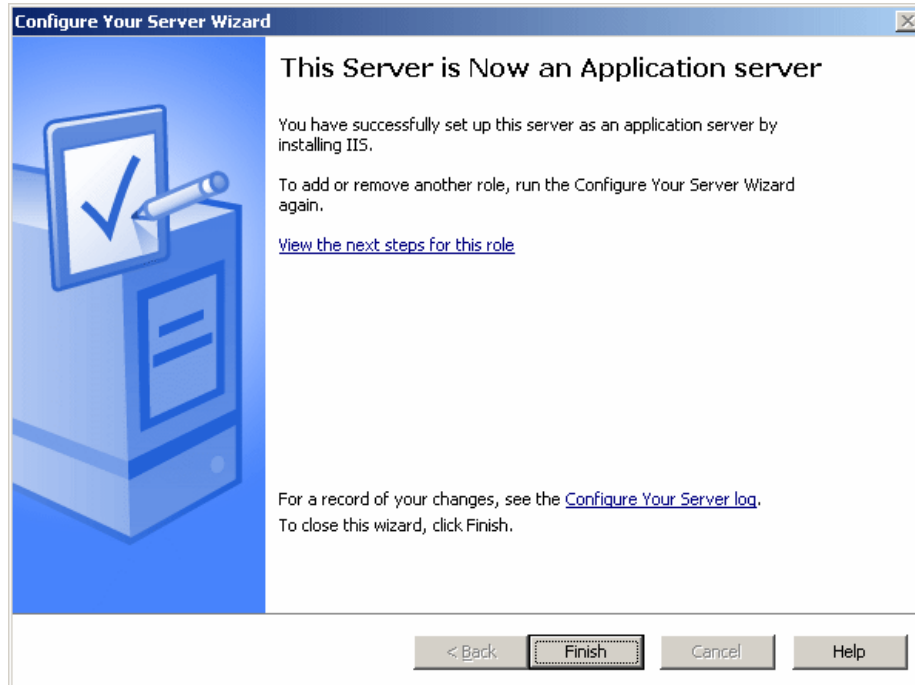 Configure Your Server Wizard
This Server is Now an Application server
You have successfully set up this server as an application server by
installing IIS.
To add or remove another role, run the Configure Your Server Wizard
again.
View the next steps for this role
For a record of your changes, see the Configure Your Server log.
To close this wizard, click Finish.
< Back
Finish
Cancel
Help